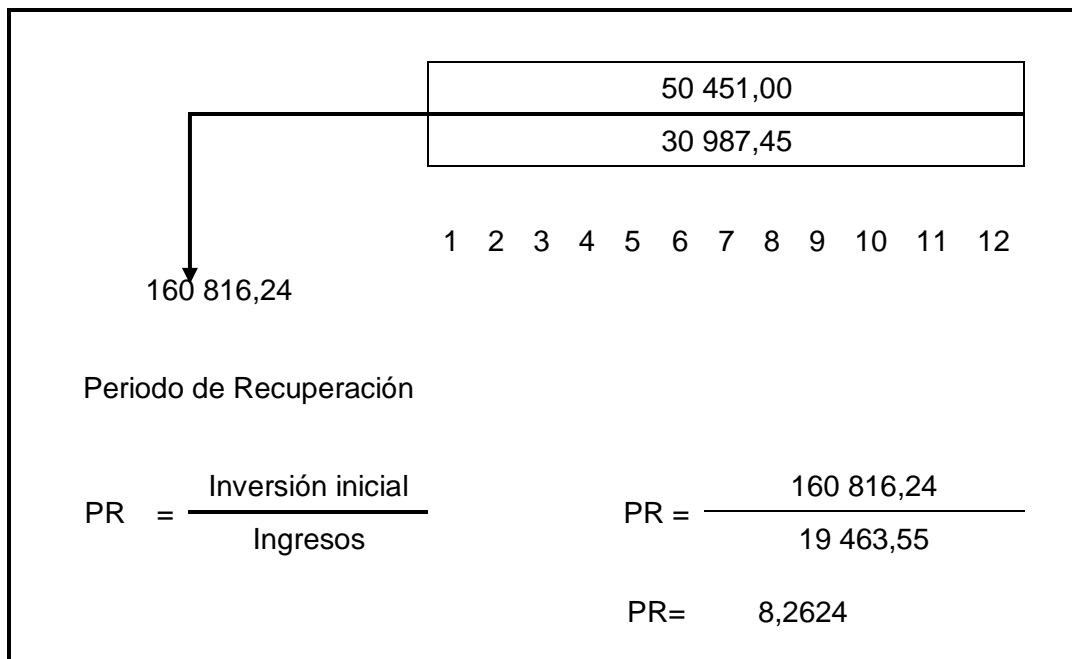 50 451,00
30 987,45
1 2 3 4 5 6 7 8 9 10 11 12
160 816,24
Periodo de Recuperación
PR = Inversión inicial
Ingresos
PR = 160 816,24
19 463,55
PR= 8,2624